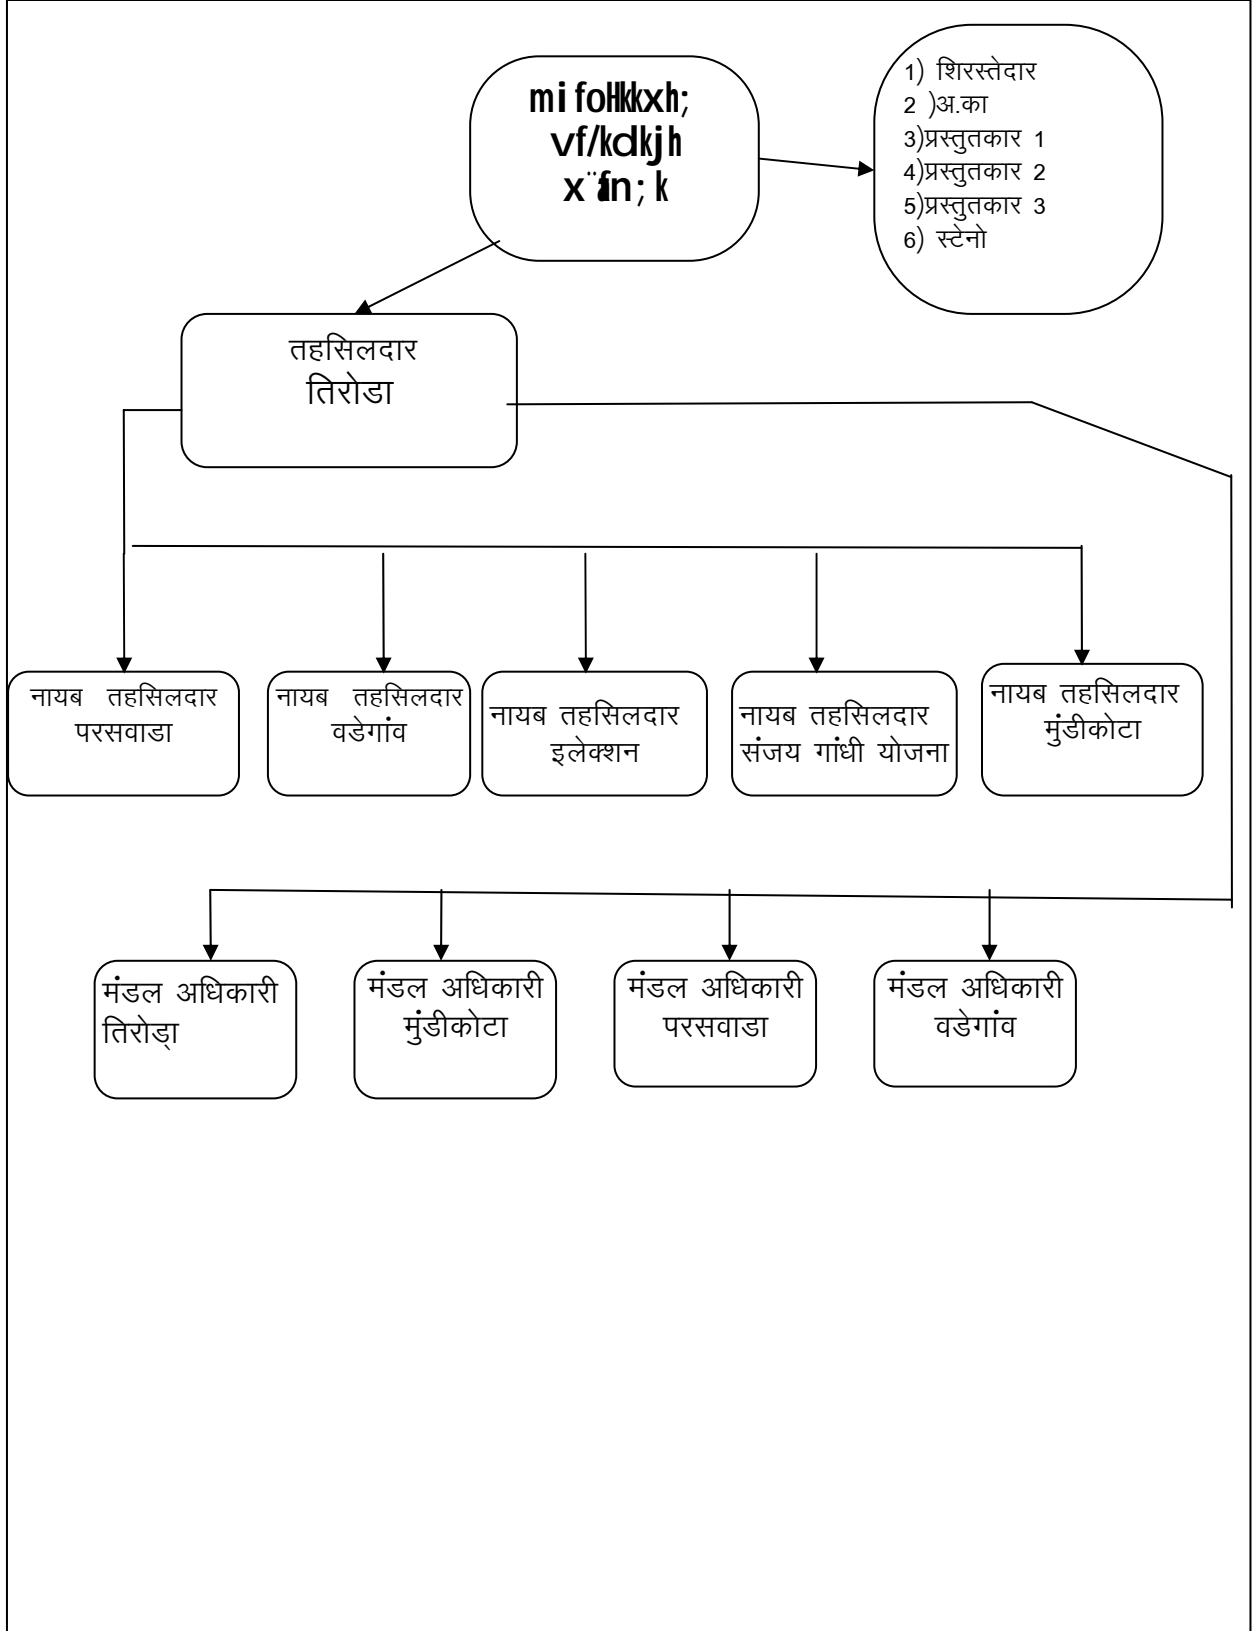 mi foHkkxh;
vf/kdkjh
1) शिरस्तेदार
2 )अ.का
3)प्रस्तुतकार 1
4)प्रस्तुतकार 2
5)प्रस्तुतकार 3
6) स्टेनो
तहसिलदार
तिरोडा
नायब तहसिलदार
परसवाडा
नायब तहसिलदार
वडेगांव
नायब तहसिलदार
इलेक्शन
नायब तहसिलदार
संजय गांधी योजना
नायब तहसिलदार
मुंडीकोटा
मंडल अधिकारी
तिरोडा्
मंडल अधिकारी
मुंडीकोटा
मंडल अधिकारी
परसवाडा
मंडल अधिकारी
वडेगांव